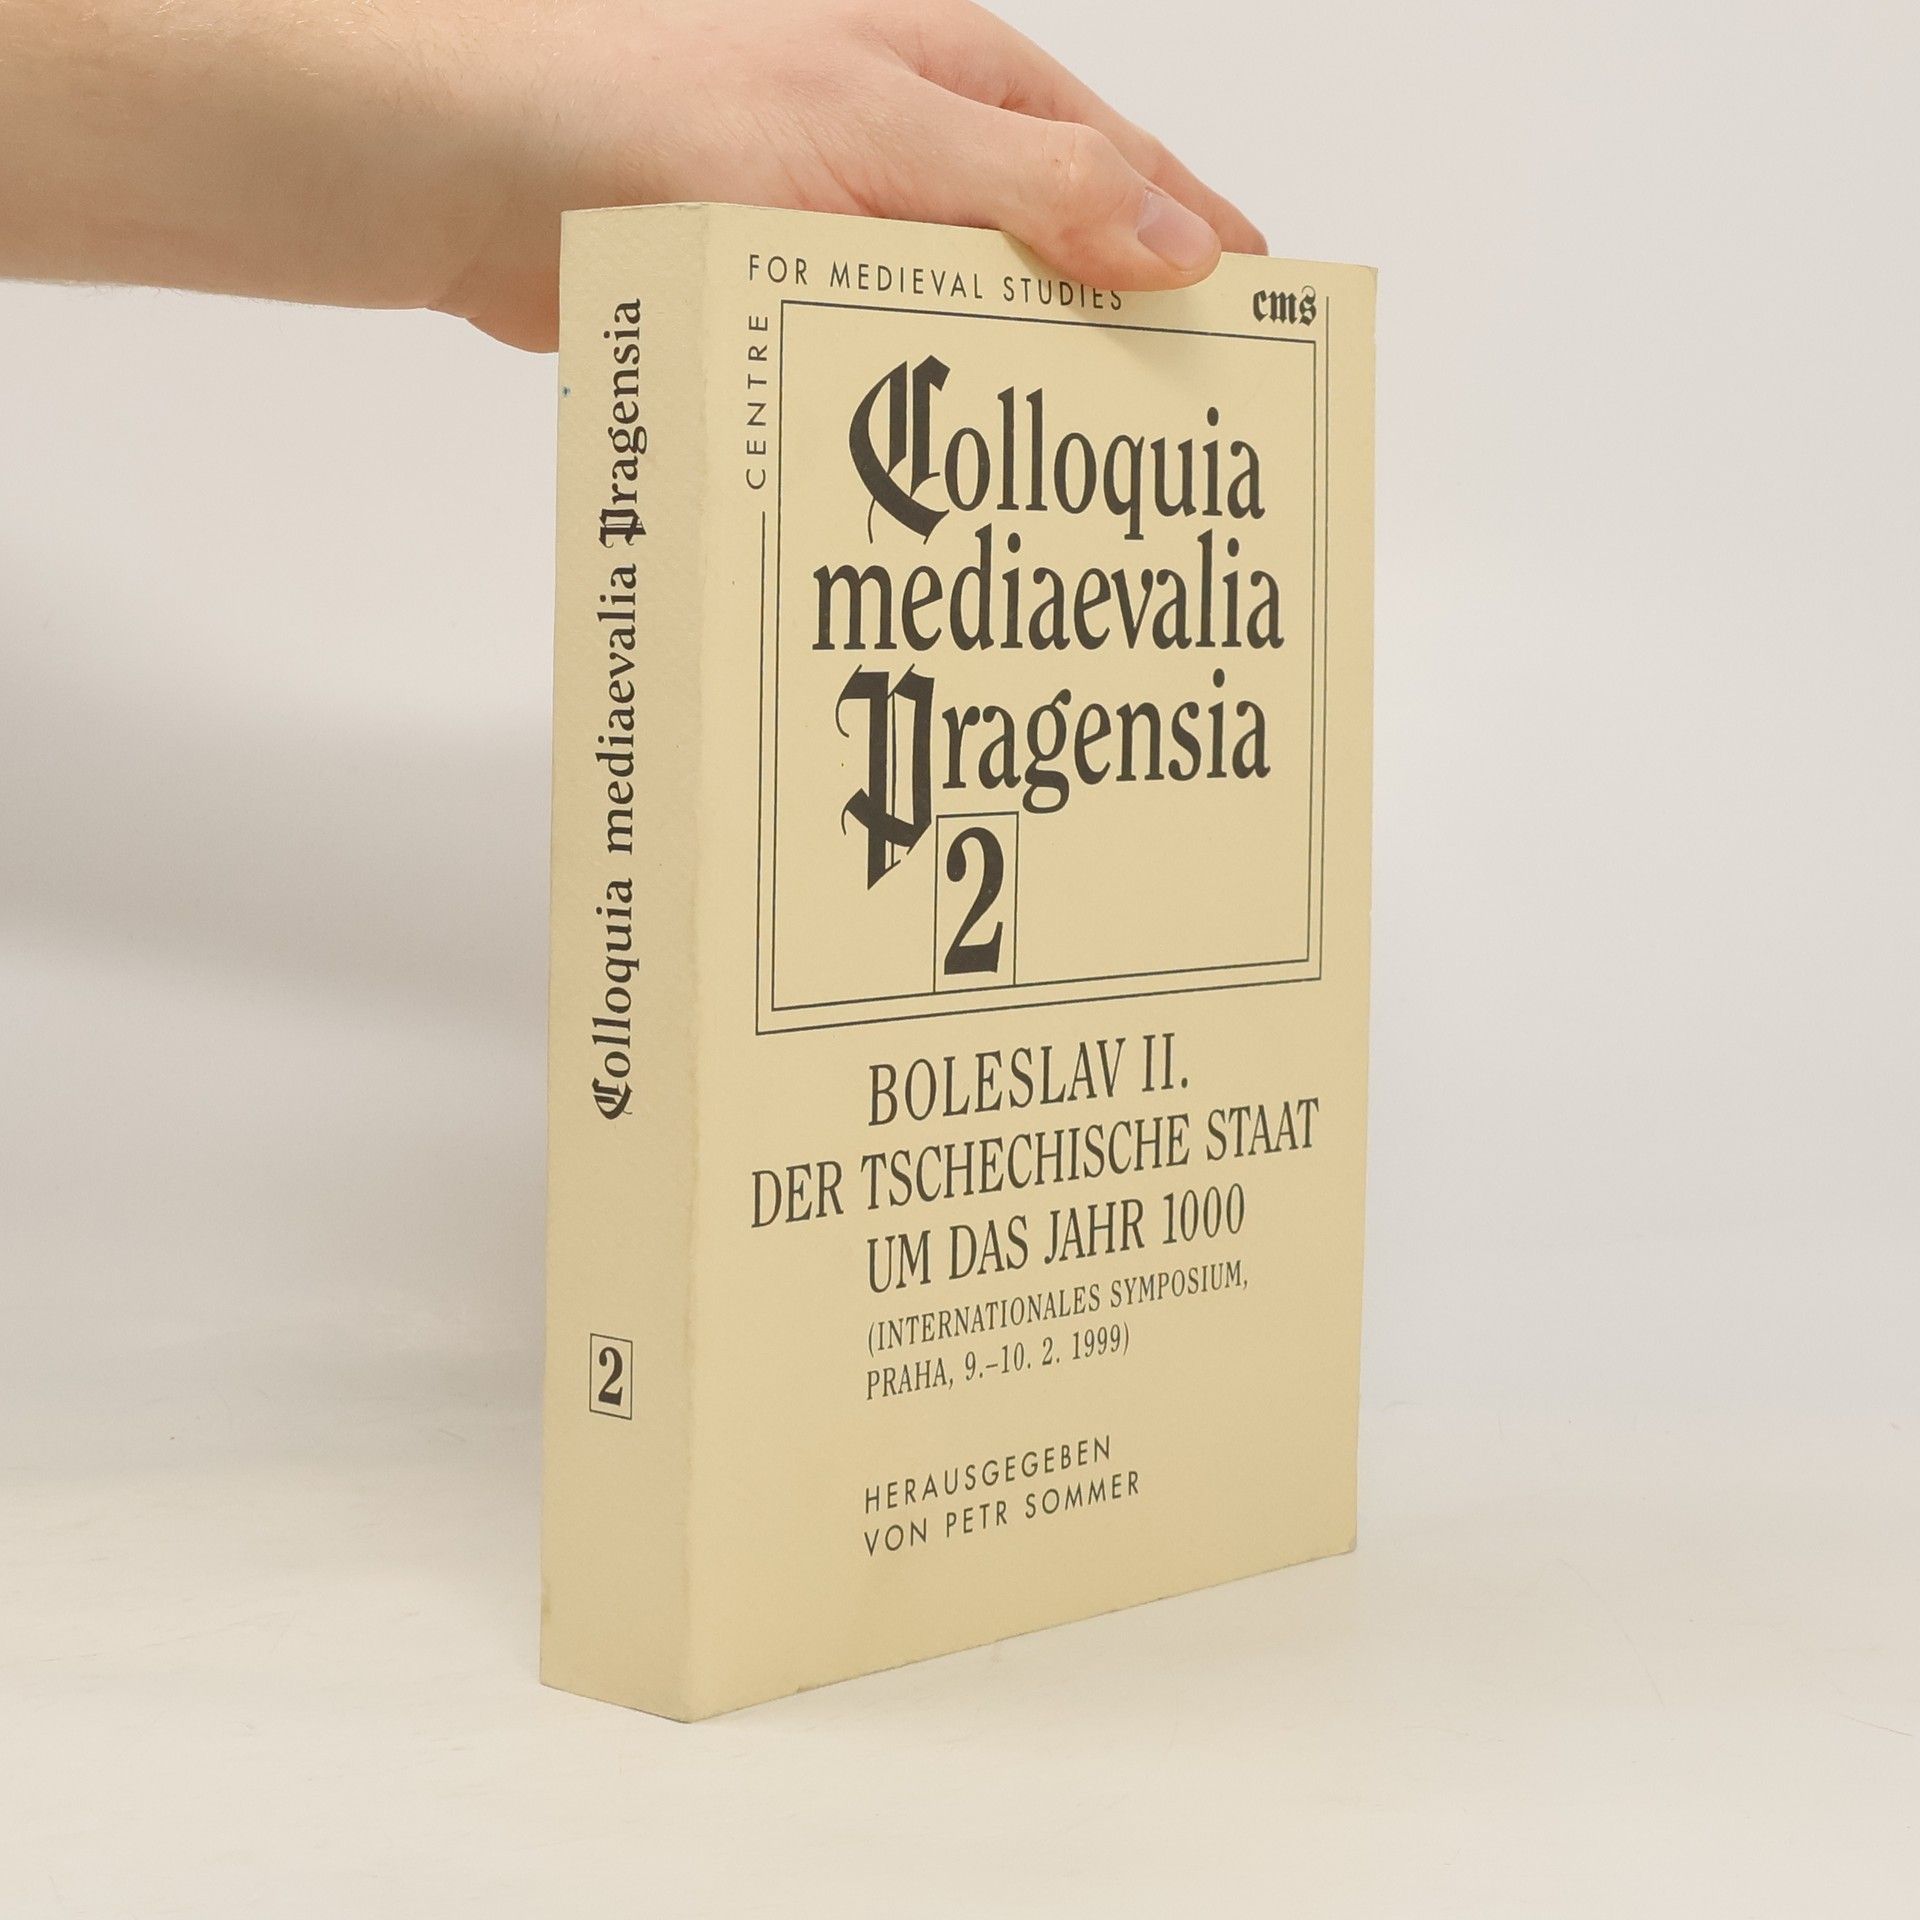 Colloquia mediaevalia Pragensia
2
CENTRE
FOR MEDIEVAL STUDIES
cms
Colloquia
mediaevalia
Pragensia
2
BOLESLAV II.
DER TSCHECHISCHE STAAT
UM DAS JAHR 1000
(INTERNATIONALES SYMPOSIUM,
PRAHA, 9.–10. 2. 1999)
HERAUSGEGEBEN
VON PETR SOMMER